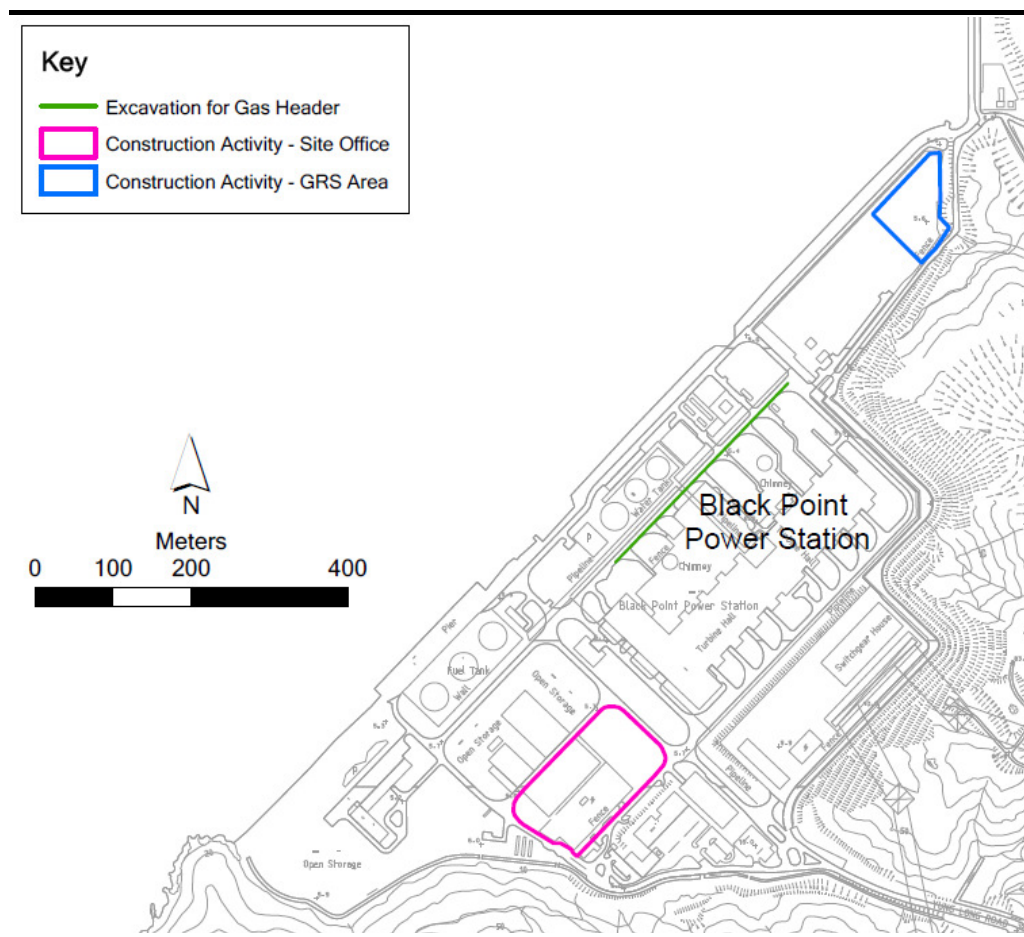 Key
Excavation for Gas Header
Construction Activity - Site Office
Construction Activity - GRS Area
Fence
N
Meters
0 100 200 400
Black Point
Power Station
Chimney
Water Tank
Fence
Pipeline
Chimney
Black Point Power Station
Turbine Hall
Pipeline
Switchgear House
Pier
Fuel Tank
Wall
Open Storage
Open Storage
Fence
Pipeline
Fence
Open Storage